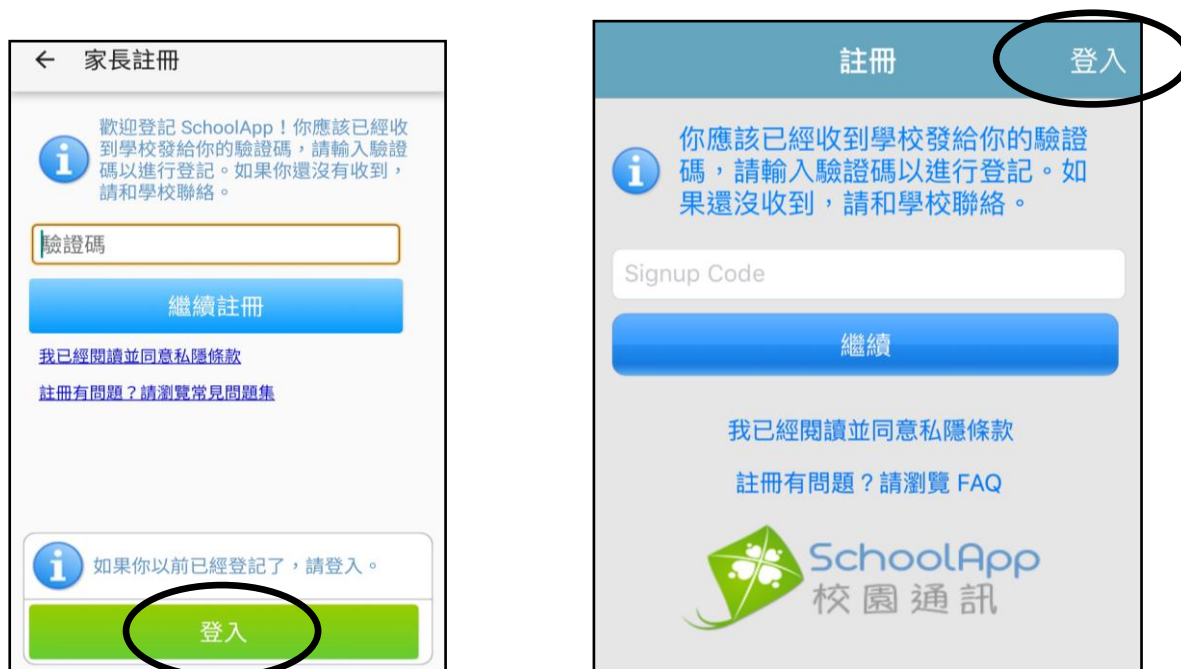 家長註冊
歡迎登記 SchoolApp！你應該已經收
到學校發給你的驗證碼，請輸入驗證
碼以進行登記。如果你還沒有收到，
請和學校聯絡。
驗證碼
繼續註冊
我已經閱讀並同意私隱條款
註冊有問題？請瀏覽常見問題集
如果你以前已經登記了，請登入。
登入
註冊
登入
你應該已經收到學校發給你的驗證
碼，請輸入驗證碼以進行登記。如
果還沒收到，請和學校聯絡。
Signup Code
繼續
我已經閱讀並同意私隱條款
註冊有問題？請瀏覽 FAQ
SchoolApp
校園通訊